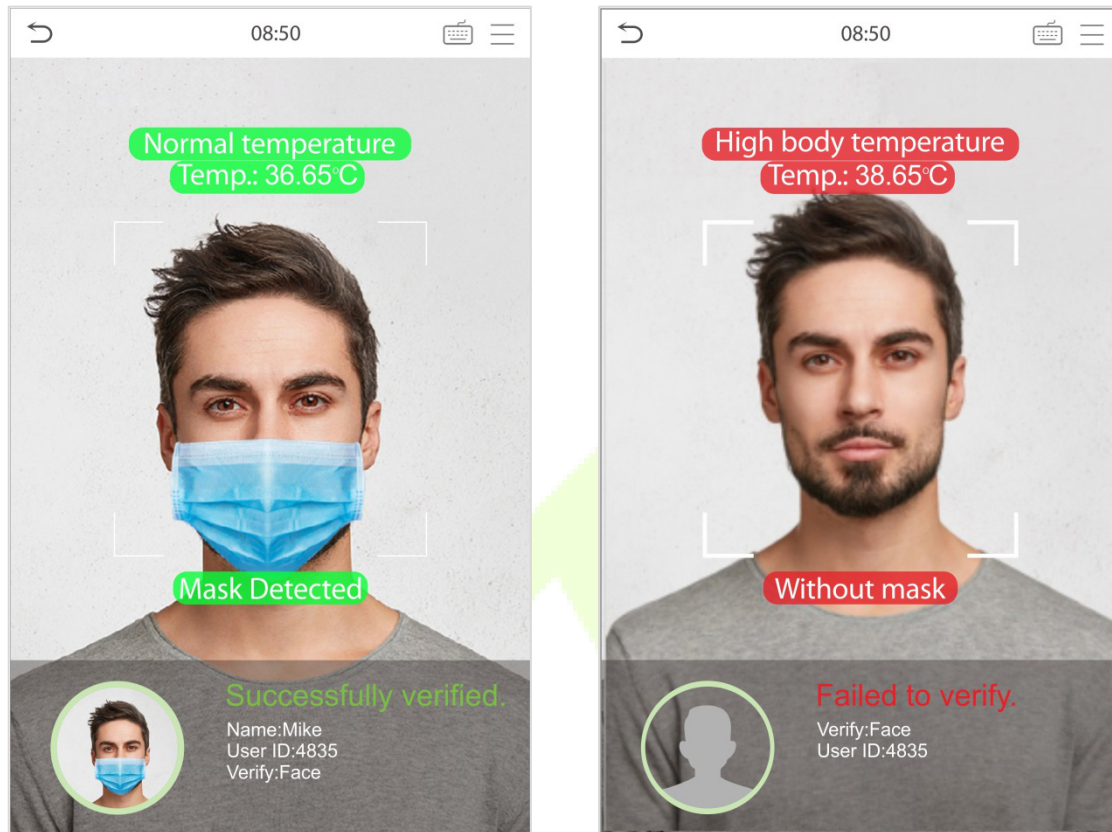 08:50
Normal temperature
Temp.: 36.65°C
Mask Detected
Successfully verified.
Name:Mike
User ID:4835
Verify:Face
08:50
High body temperature
Temp.: 38.65°C
Without mask
Failed to verify.
Verify:Face
User ID:4835